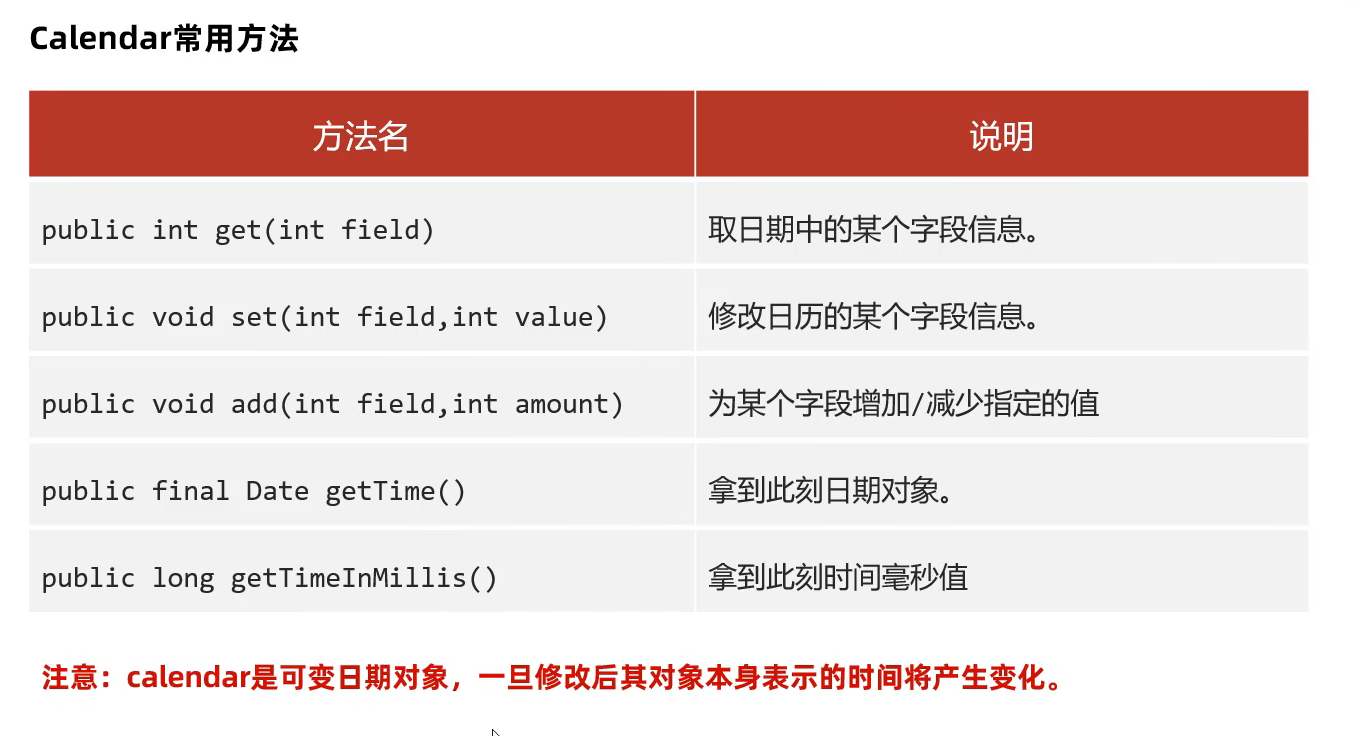 Calendar常用方法
方法名 说明
public int get(int field) 取日期中的某个字段信息。
public void set(int field,int value) 修改日历的某个字段信息。
public void add(int field,int amount) 为某个字段增加/减少指定的值
public final Date getTime() 拿到此刻日期对象。
public long getTimeInMillis() 拿到此刻时间毫秒值
注意：calendar是可变日期对象，一旦修改后其对象本身表示的时间将产生变化。